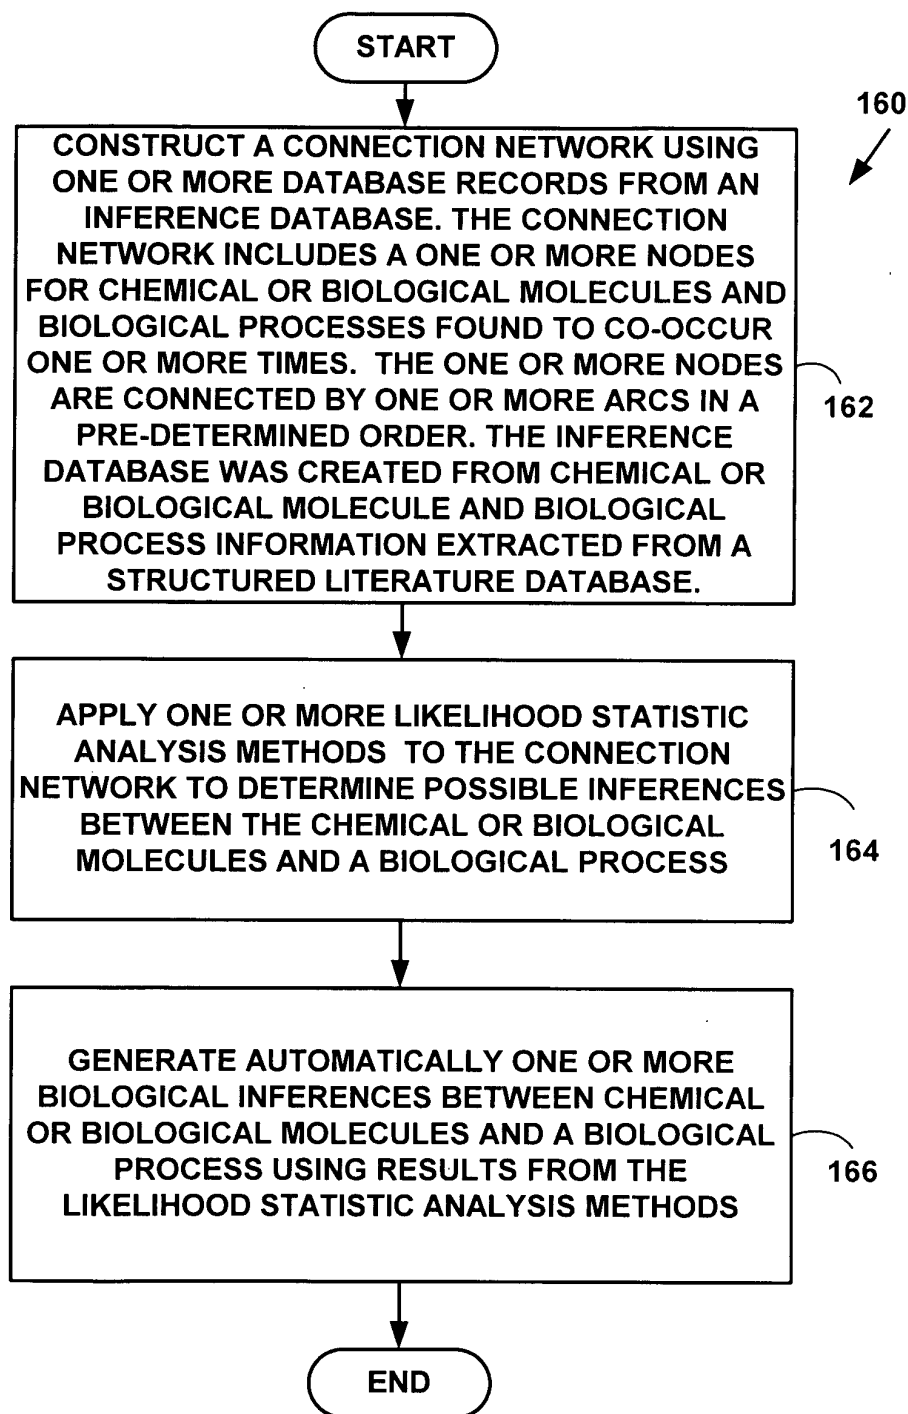 START
160
CONSTRUCT A CONNECTION NETWORK USING
ONE OR MORE DATABASE RECORDS FROM AN
INFERENCE DATABASE. THE CONNECTION
NETWORK INCLUDES A ONE OR MORE NODES
FOR CHEMICAL OR BIOLOGICAL MOLECULES AND
BIOLOGICAL PROCESSES FOUND TO CO-OCCUR
ONE OR MORE TIMES. THE ONE OR MORE NODES
ARE CONNECTED BY ONE OR MORE ARCS IN A
PRE-DETERMINED ORDER. THE INFERENCE
DATABASE WAS CREATED FROM CHEMICAL OR
BIOLOGICAL MOLECULE AND BIOLOGICAL
PROCESS INFORMATION EXTRACTED FROM A
STRUCTURED LITERATURE DATABASE.
162
APPLY ONE OR MORE LIKELIHOOD STATISTIC
ANALYSIS METHODS TO THE CONNECTION
NETWORK TO DETERMINE POSSIBLE INFERENCES
BETWEEN THE CHEMICAL OR BIOLOGICAL
MOLECULES AND A BIOLOGICAL PROCESS
164
GENERATE AUTOMATICALLY ONE OR MORE
BIOLOGICAL INFERENCES BETWEEN CHEMICAL
OR BIOLOGICAL MOLECULES AND A BIOLOGICAL
PROCESS USING RESULTS FROM THE
LIKELIHOOD STATISTIC ANALYSIS METHODS
166
END